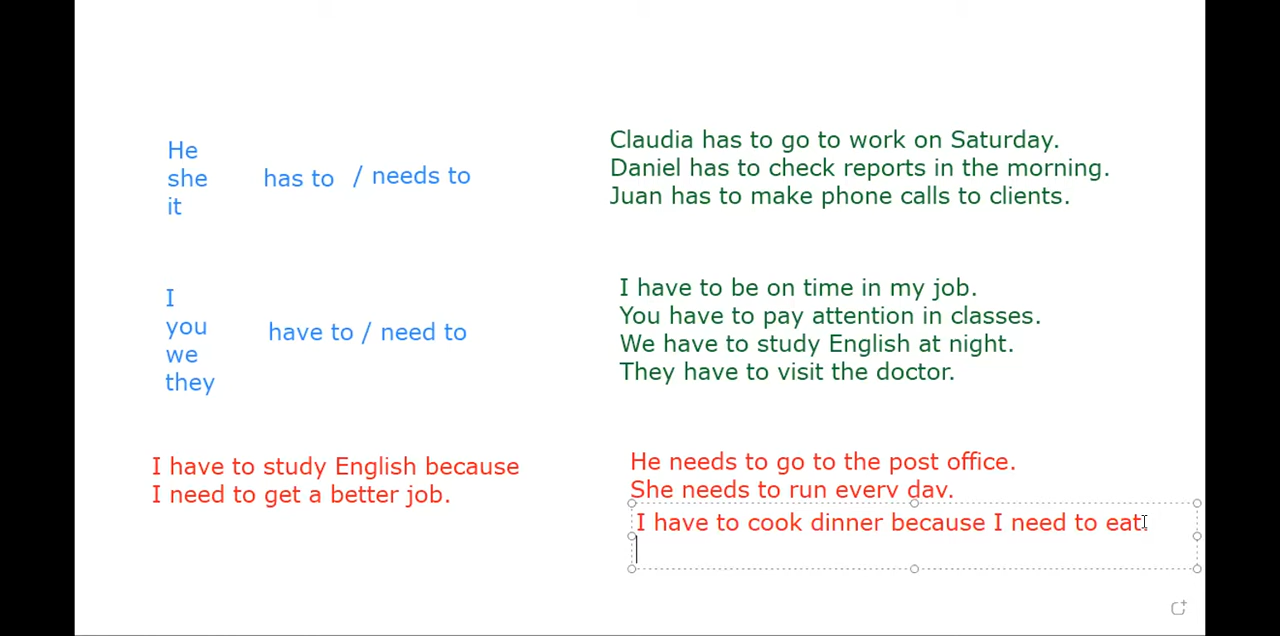 He
she
it
has to / needs to
Claudia has to go to work on Saturday.
Daniel has to check reports in the morning.
Juan has to make phone calls to clients.
I
you
we
they
have to / need to
I have to be on time in my job.
You have to pay attention in classes.
We have to study English at night.
They have to visit the doctor.
I have to study English because
I need to get a better job.
He needs to go to the post office.
She needs to run every day.
I have to cook dinner because I need to eat.